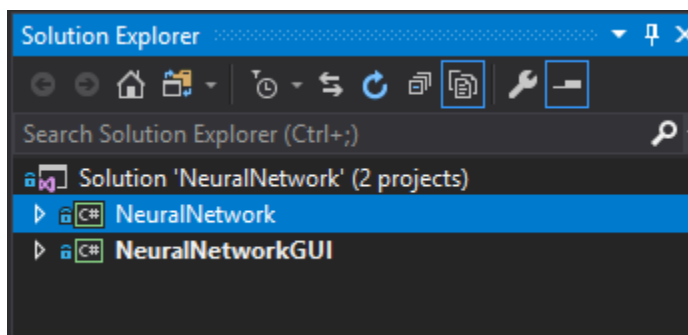 Solution Explorer
Search Solution Explorer (Ctrl+;)
Solution 'NeuralNetwork' (2 projects)
C# NeuralNetwork
C# NeuralNetworkGUI